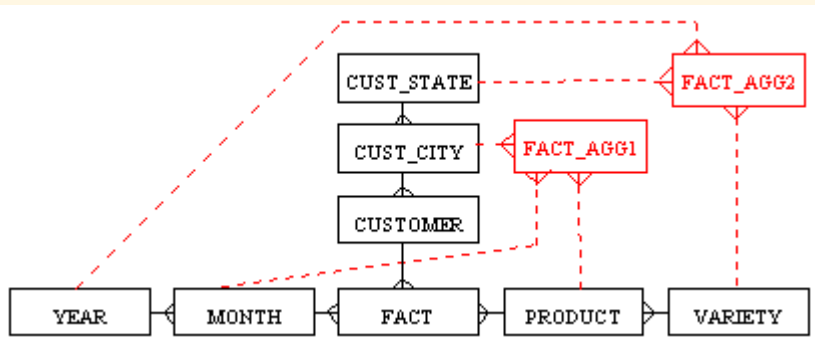 CUST_STATE
FACT_AGG2
CUST_CITY
FACT_AGG1
CUSTOMER
YEAR
MONTH
FACT
PRODUCT
VARIETY